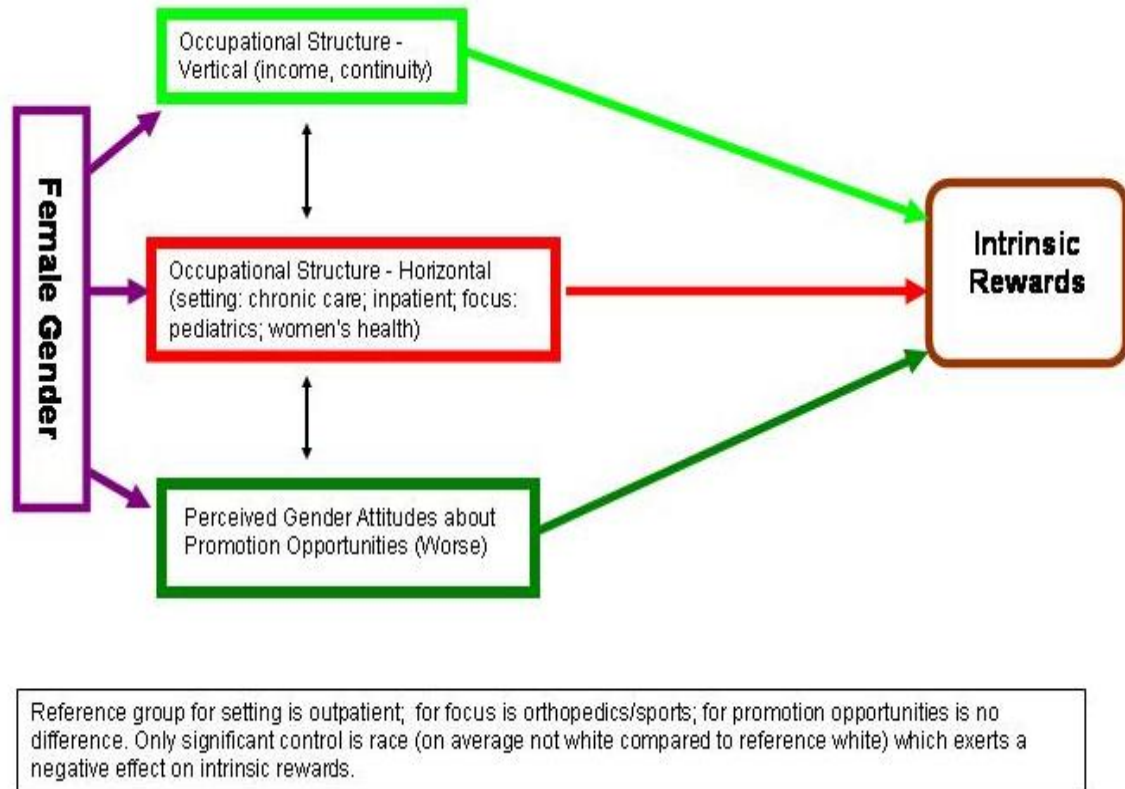 Occupational Structure -
Vertical (income, continuity)
Female Gender
Occupational Structure - Horizontal
(setting: chronic care; inpatient; focus:
pediatrics; women's health)
Intrinsic
Rewards
Perceived Gender Attitudes about
Promotion Opportunities (Worse)
Reference group for setting is outpatient; for focus is orthopedics/sports; for promotion opportunities is no
difference. Only significant control is race (on average not white compared to reference white) which exerts a
negative effect on intrinsic rewards.